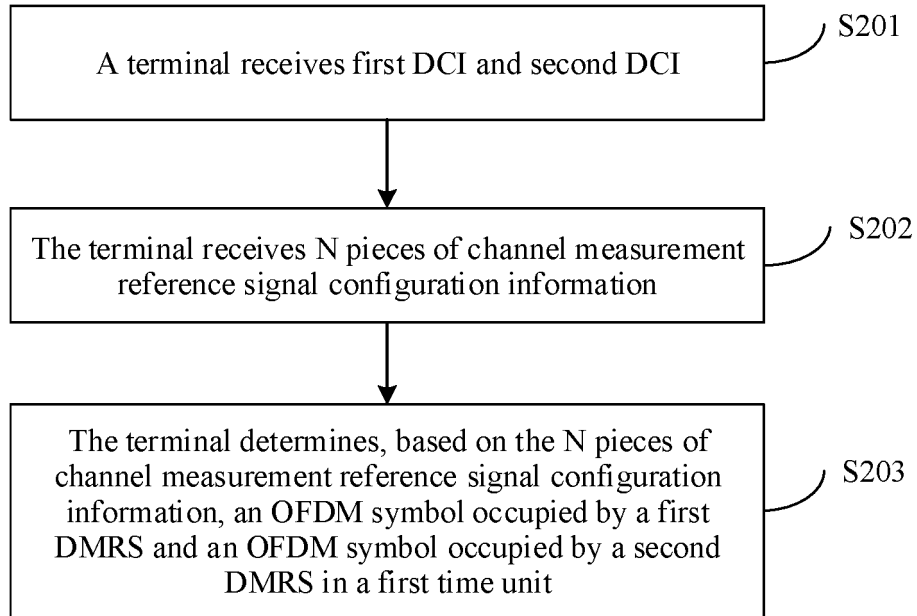 A terminal receives first DCI and second DCI
S201
The terminal receives N pieces of channel measurement
reference signal configuration information
S202
The terminal determines, based on the N pieces of
channel measurement reference signal configuration
information, an OFDM symbol occupied by a first
DMRS and an OFDM symbol occupied by a second
DMRS in a first time unit
S203